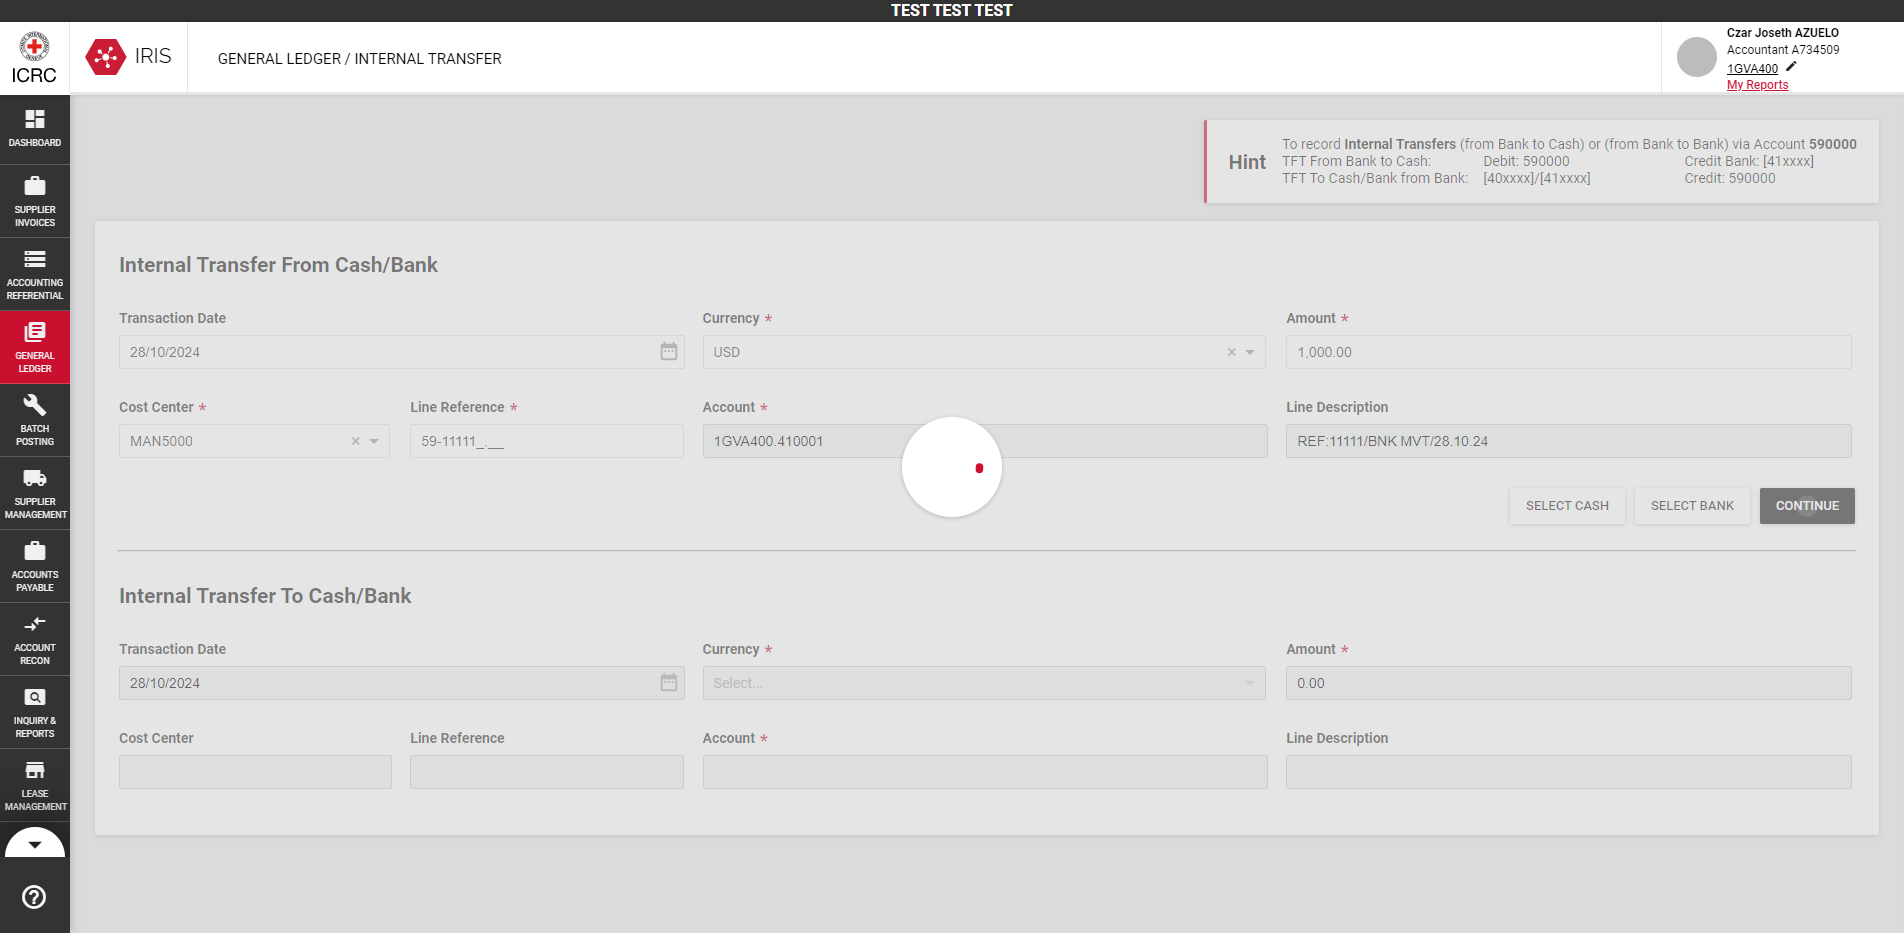 TEST TEST TEST
ICRC
IRIS
GENERAL LEDGER / INTERNAL TRANSFER
Czar Joseth AZUELO
Accountant A734509
1GVA400
My Reports
DASHBOARD
SUPPLIER
INVOICES
ACCOUNTING
REFERENTIAL
GENERAL
LEDGER
BATCH
POSTING
SUPPLIER
MANAGEMENT
ACCOUNTS
PAYABLE
ACCOUNT
RECON
INQUIRY &
REPORTS
LEASE
MANAGEMENT
Hint
To record Internal Transfers (from Bank to Cash) or (from Bank to Bank) via Account 590000
TFT From Bank to Cash: Debit: 590000 Credit Bank: [41xxxx]
TFT To Cash/Bank from Bank: [40xxxx]/[41xxxx] Credit: 590000
Internal Transfer From Cash/Bank
Transaction Date Currency * Amount *
28/10/2024 USD 1,000.00
Cost Center * Line Reference * Account * Line Description
MAN5000 59-11111_.__ 1GVA400.410001 REF:11111/BNK MVT/28.10.24
SELECT CASH SELECT BANK CONTINUE
Internal Transfer To Cash/Bank
Transaction Date Currency * Amount *
28/10/2024 Select... 0.00
Cost Center Line Reference Account * Line Description